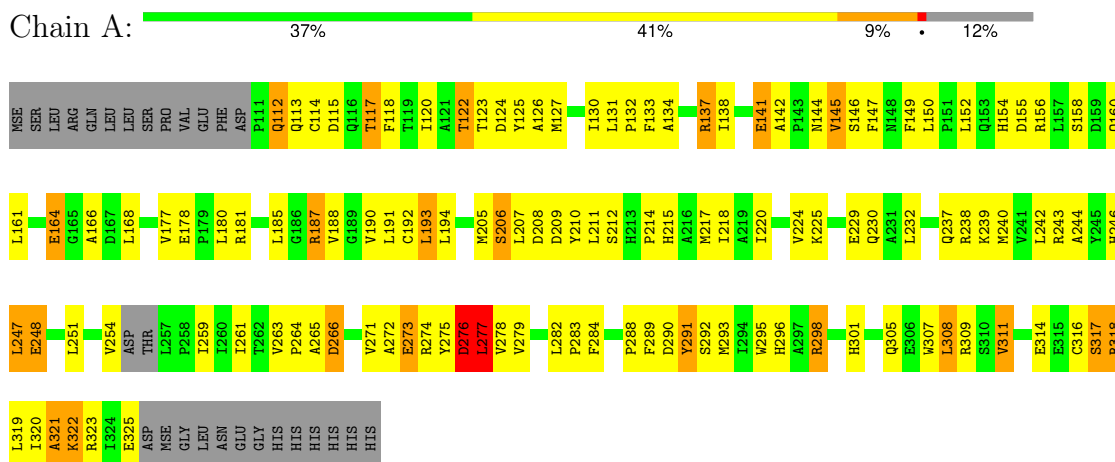 Chain A:
37% 41% 9% • 12%
MSE SER LEU ARG GLN LEU LEU SER PRO VAL GLU PHE ASP P111 Q112 Q113 C114 D115 Q116 T117 F118 T119 I120 A121 T122 T123 D124 Y125 A126 M127 I130 L131 P132 F133 A134 R137 I138 E141 A142 P143 N144 V145 S146 F147 N148 F149 L150 P151 L152 Q153 H154 D155 R156 L157 S158 D159
L161 E164 G165 A166 D167 L168 V177 E178 P179 L180 R181 L185 G186 R187 V188 G189 V190 L191 C192 L193 L194 M205 S206 L207 D208 D209 Y210 L211 S212 H213 P214 H215 A216 M217 I218 A219 I220 V224 K225 E229 Q230 A231 L232 Q237 R238 K239 M240 V241 L242 R243 A244 Y245 H246
L247 E248 L251 V254 ASP THR L257 P258 I259 I260 I261 T262 V263 P264 A265 D266 V271 A272 E273 R274 Y275 D276 L277 V278 V279 L282 P283 F284 P288 F289 D290 Y291 S292 M293 I294 W295 H296 A297 R298 H301 Q305 E306 W307 L308 R309 S310 V311 E314 E315 C316 S317 R318
L319 I320 A321 K322 R323 I324 E325 ASP MSE GLY LEU ASN GLU GLY HIS HIS HIS HIS HIS HIS